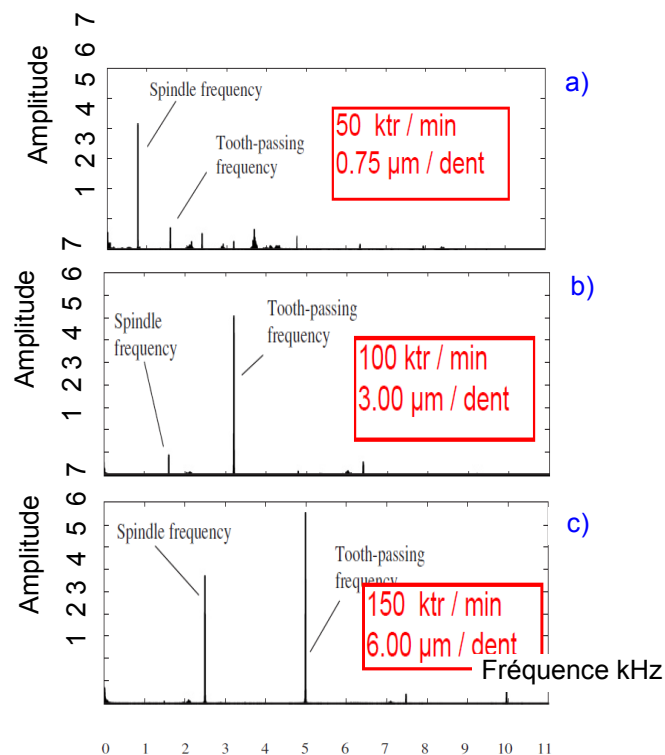 7
6
5
4
3
2
1
Amplitude
a)
Spindle frequency
Tooth-passing
frequency
50 ktr / min
0.75 µm / dent
7
6
5
4
3
2
1
Amplitude
b)
Spindle
frequency
Tooth-passing
frequency
100 ktr / min
3.00 µm / dent
7
6
5
4
3
2
1
Amplitude
c)
Spindle frequency
Tooth-passing
frequency
150 ktr / min
6.00 µm / dent
Fréquence kHz
0 1 2 3 4 5 6 7 8 9 10 11